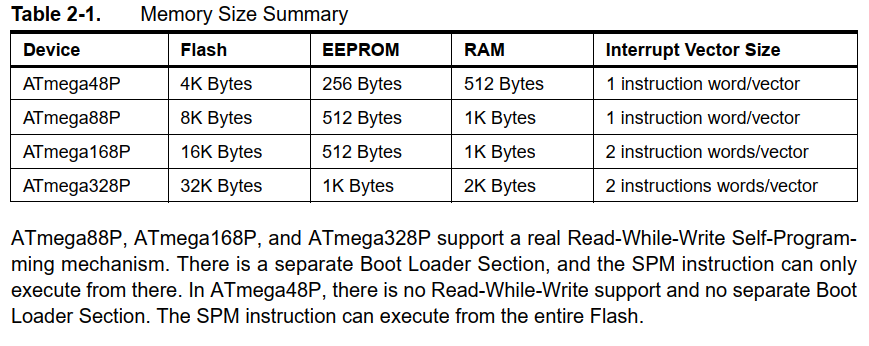 Table 2-1. Memory Size Summary
Device Flash EEPROM RAM Interrupt Vector Size
ATmega48P 4K Bytes 256 Bytes 512 Bytes 1 instruction word/vector
ATmega88P 8K Bytes 512 Bytes 1K Bytes 1 instruction word/vector
ATmega168P 16K Bytes 512 Bytes 1K Bytes 2 instruction words/vector
ATmega328P 32K Bytes 1K Bytes 2K Bytes 2 instructions words/vector
ATmega88P, ATmega168P, and ATmega328P support a real Read-While-Write Self-Program-
ming mechanism. There is a separate Boot Loader Section, and the SPM instruction can only
execute from there. In ATmega48P, there is no Read-While-Write support and no separate Boot
Loader Section. The SPM instruction can execute from the entire Flash.